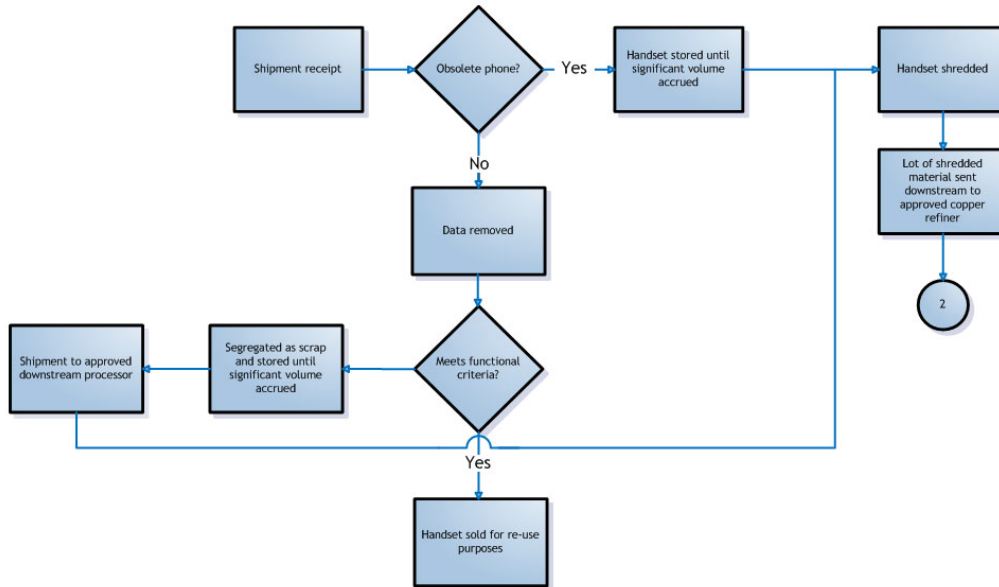 Shipment receipt
Obsolete phone?
Yes
Handset stored until
significant volume
accrued
Handset shredded
No
Lot of shredded
material sent
downstream to
approved copper
refiner
Data removed
2
Shipment to approved
downstream processor
Segregated as scrap
and stored until
significant volume
accrued
Meets functional
criteria?
Yes
Handset sold for re-use
purposes